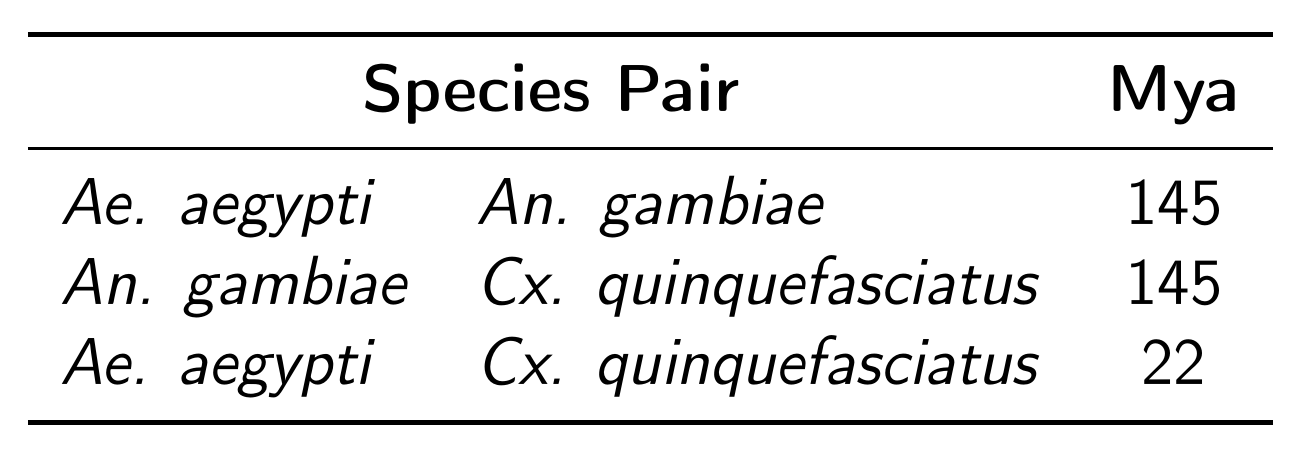 Species Pair Mya
Ae. aegypti An. gambiae 145
An. gambiae Cx. quinquefasciatus 145
Ae. aegypti Cx. quinquefasciatus 22